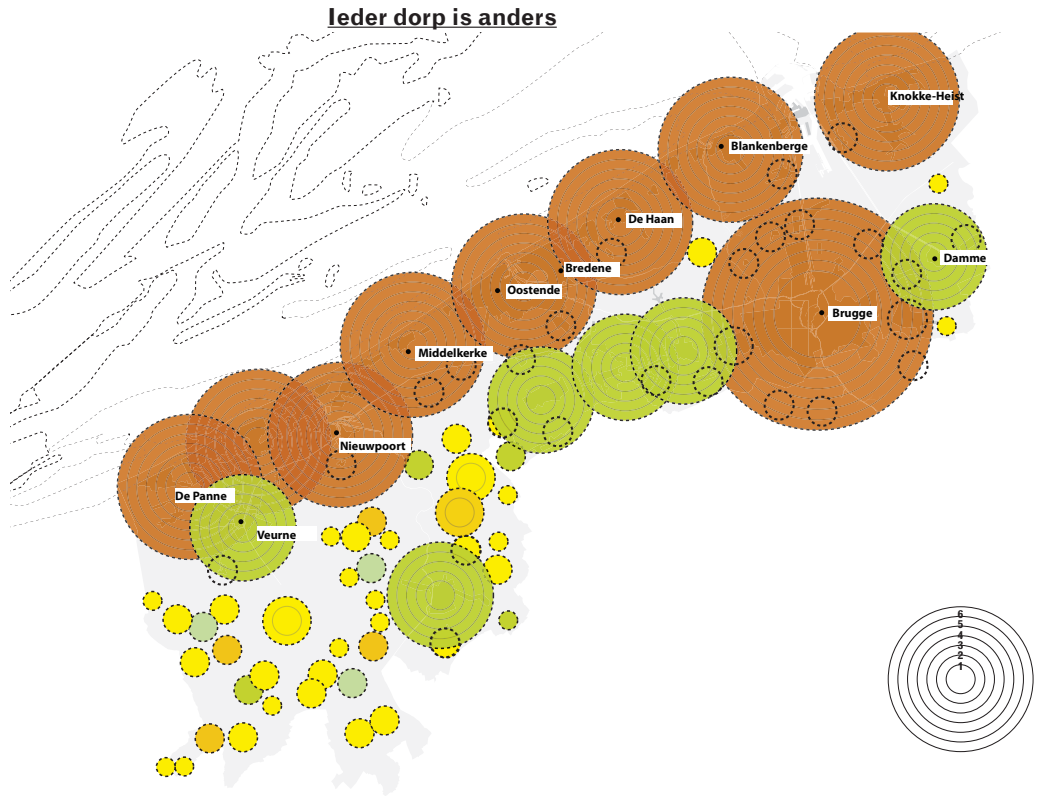 Ieder dorp is anders
Knokke-Heist
Blankenberge
De Haan
Damme
Bredene
Oostende
Brugge
Middelkerke
Nieuwpoort
De Panne
Veurne
6
5
4
3
2
1